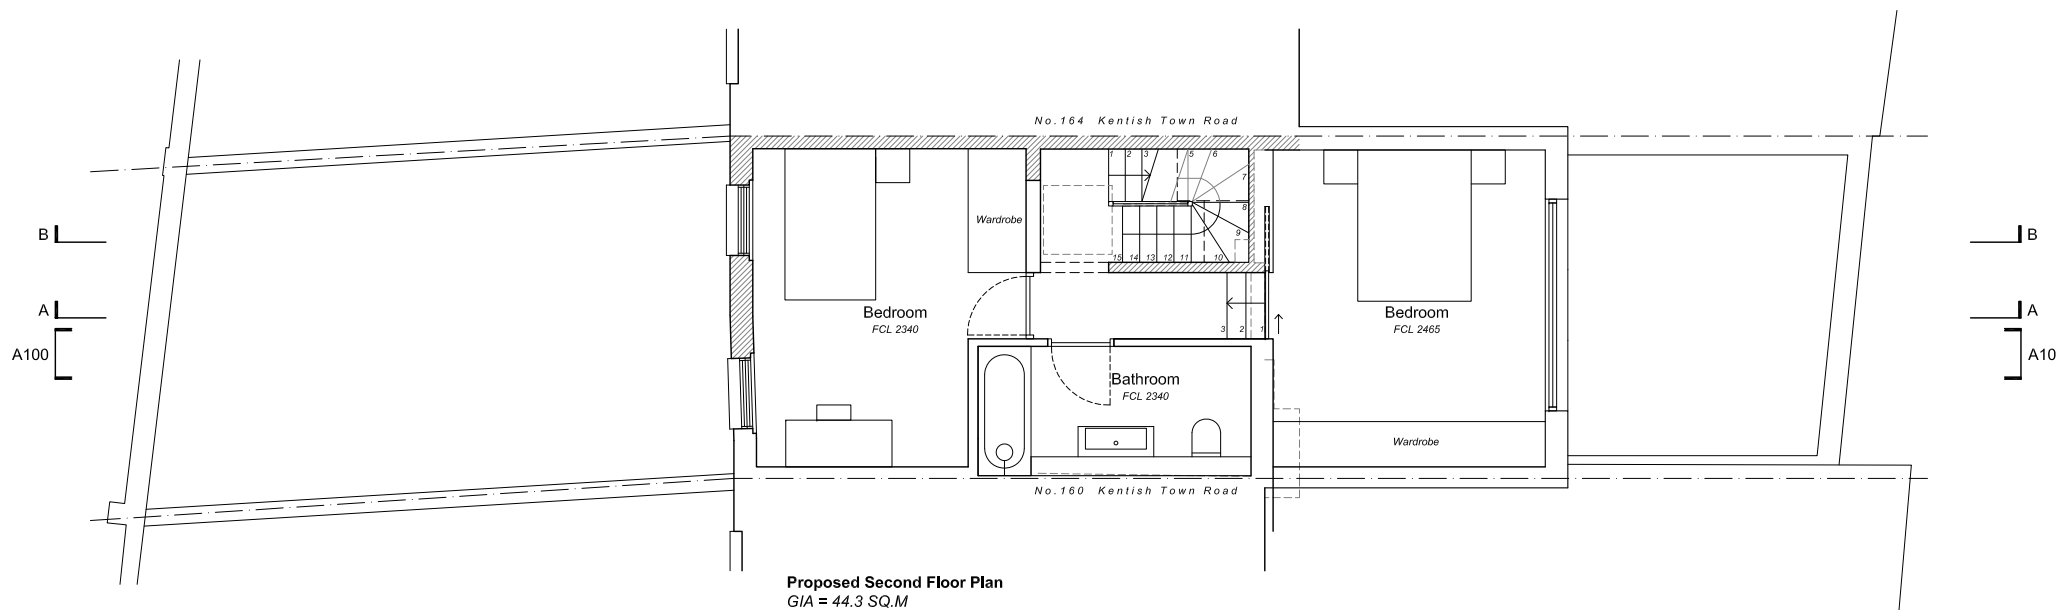 No.164 Kentish Town Road
1 2 3 5 6
7
8
9
15 14 13 12 11 10
Wardrobe
B
B
A
A
A100
A10
Bedroom
FCL 2340
3 2 1
Bedroom
FCL 2465
Bathroom
FCL 2340
Wardrobe
No.160 Kentish Town Road
Proposed Second Floor Plan
GIA = 44.3 SQ.M